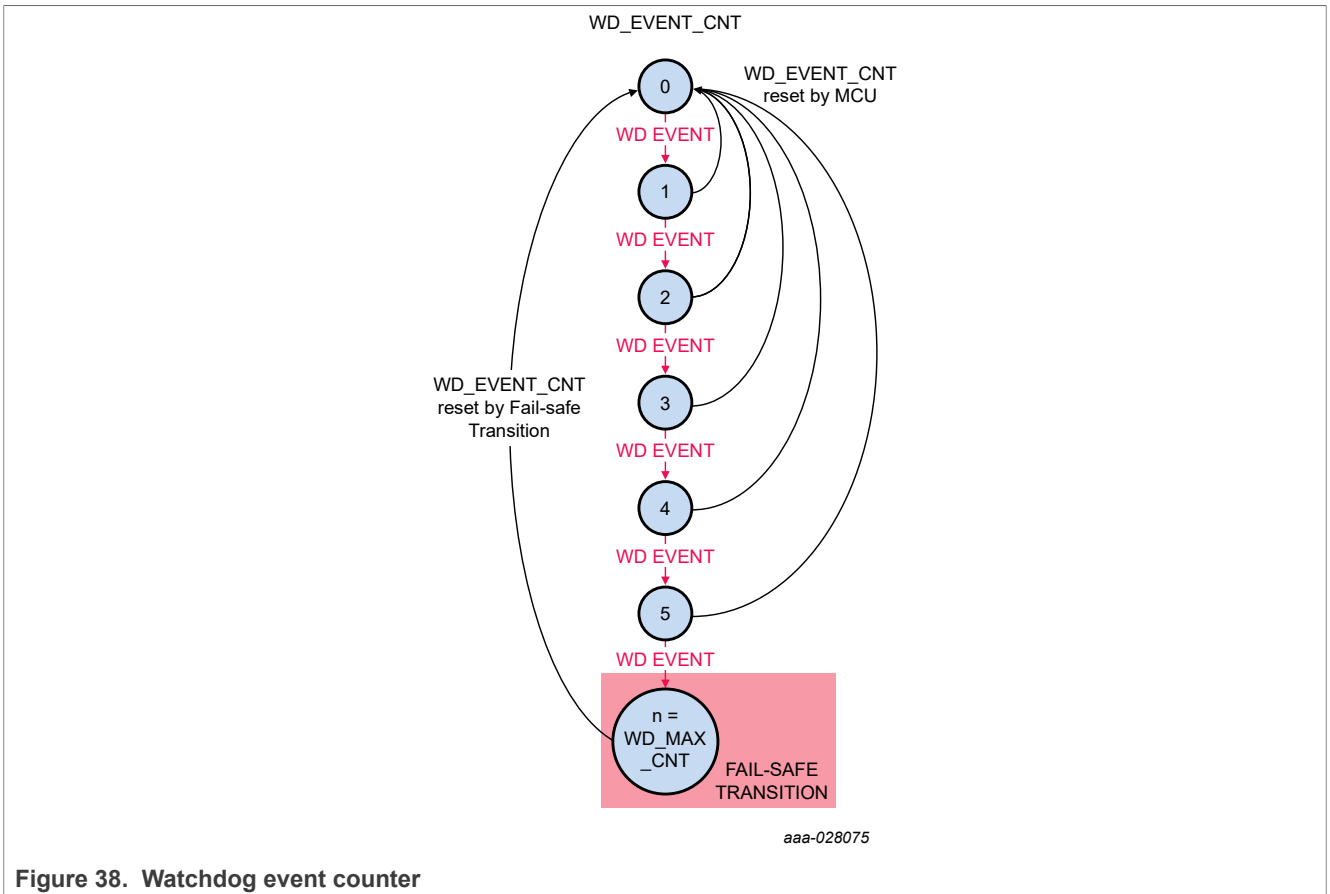 WD_EVENT_CNT
0
WD_EVENT_CNT
reset by MCU
WD EVENT
1
WD EVENT
2
WD EVENT
WD_EVENT_CNT
reset by Fail-safe
Transition
3
WD EVENT
4
WD EVENT
5
WD EVENT
n =
WD_MAX
_CNT
FAIL-SAFE
TRANSITION
aaa-028075
Figure 38. Watchdog event counter